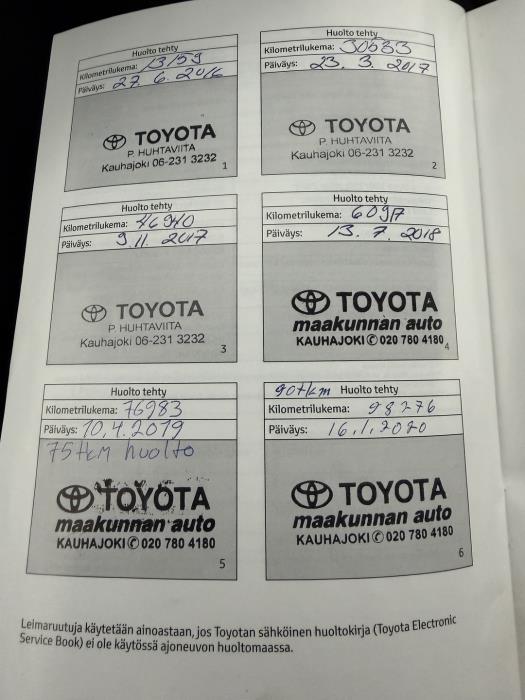 Huolto tehty
Kilometrilukema: 13159
Päiväys: 27.6.2016
TOYOTA
P. HUHTAVIITA
Kauhajoki 06-231 3232
1
Huolto tehty
Kilometrilukema: 30683
Päiväys: 23. 3. 2017
TOYOTA
P. HUHTAVIITA
Kauhajoki 06-231 3232
2
Huolto tehty
Kilometrilukema: 46940
Päiväys: 9.11.2017
TOYOTA
P. HUHTAVIITA
Kauhajoki 06-231 3232
3
Huolto tehty
Kilometrilukema:
Päiväys: 13. 7. 2018
TOYOTA
maakunnan auto
KAUHAJOKI ✆ 020 780 4180
4
Huolto tehty
Kilometrilukema: 76983
Päiväys: 10.4.2019
75tkm huolto
TOYOTA
maakunnan auto
KAUHAJOKI ✆ 020 780 4180
5
90tkm Huolto tehty
Kilometrilukema: 98276
Päiväys: 16.1.2020
TOYOTA
maakunnan auto
KAUHAJOKI ✆ 020 780 4180
6
Leimaruutuja käytetään ainoastaan, jos Toyotan sähköinen huoltokirja (Toyota Electronic
Service Book) ei ole käytössä ajoneuvon huoltomaassa.